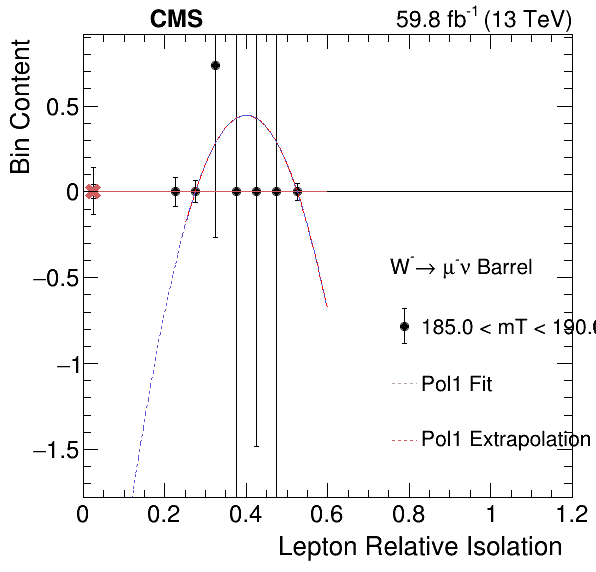 CMS 59.8 fb⁻¹ (13 TeV)
Bin Content
0.5
0
−0.5
−1
−1.5
W⁻→ μ⁻ν Barrel
185.0 < mT < 190.0
Pol1 Fit
Pol1 Extrapolation
0 0.2 0.4 0.6 0.8 1 1.2
Lepton Relative Isolation